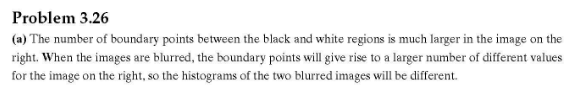 Problem 3.26
(a) The number of boundary points between the black and white regions is much larger in the image on the
right. When the images are blurred, the boundary points will give rise to a larger number of different values
for the image on the right, so the histograms of the two blurred images will be different.